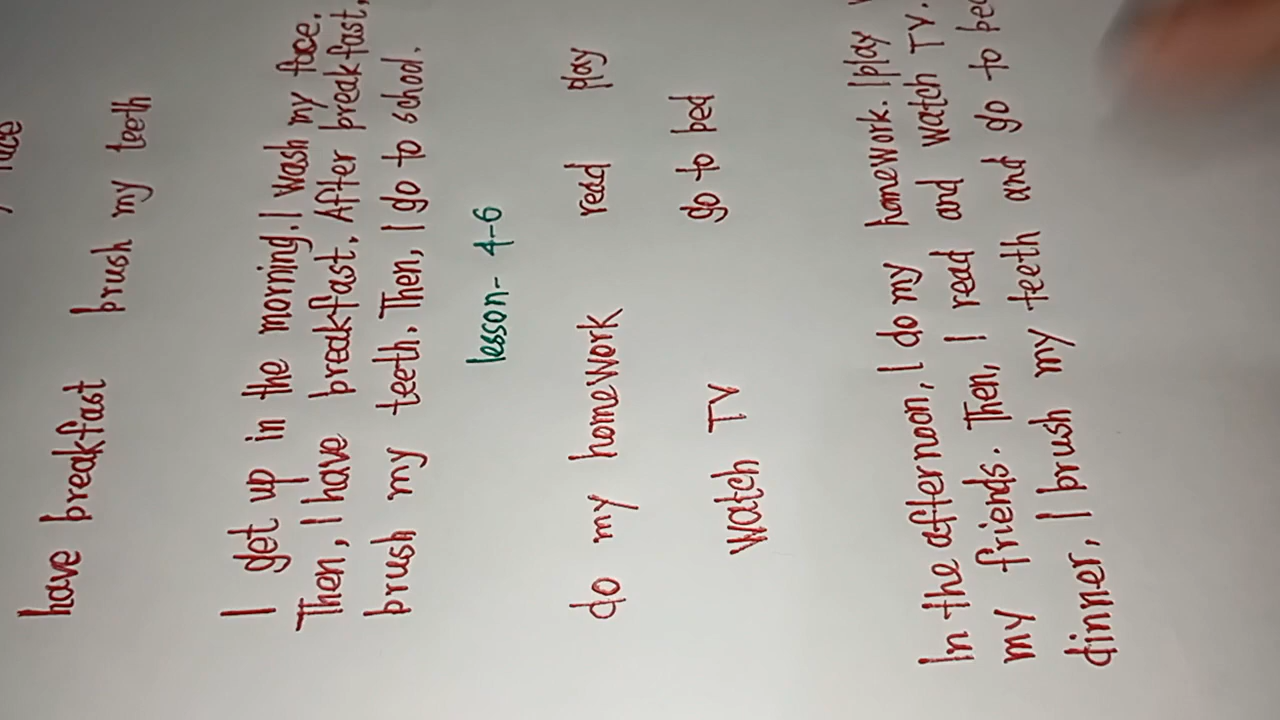 face
have breakfast brush my teeth
I get up in the morning. I wash my face.
Then, I have breakfast. After breakfast,
brush my teeth. Then, I go to school.
lesson- 4-6
do my homework read play
watch TV go to bed
In the afternoon, I do my homework. I play
my friends. Then, I read and watch TV.
dinner, I brush my teeth and go to bed